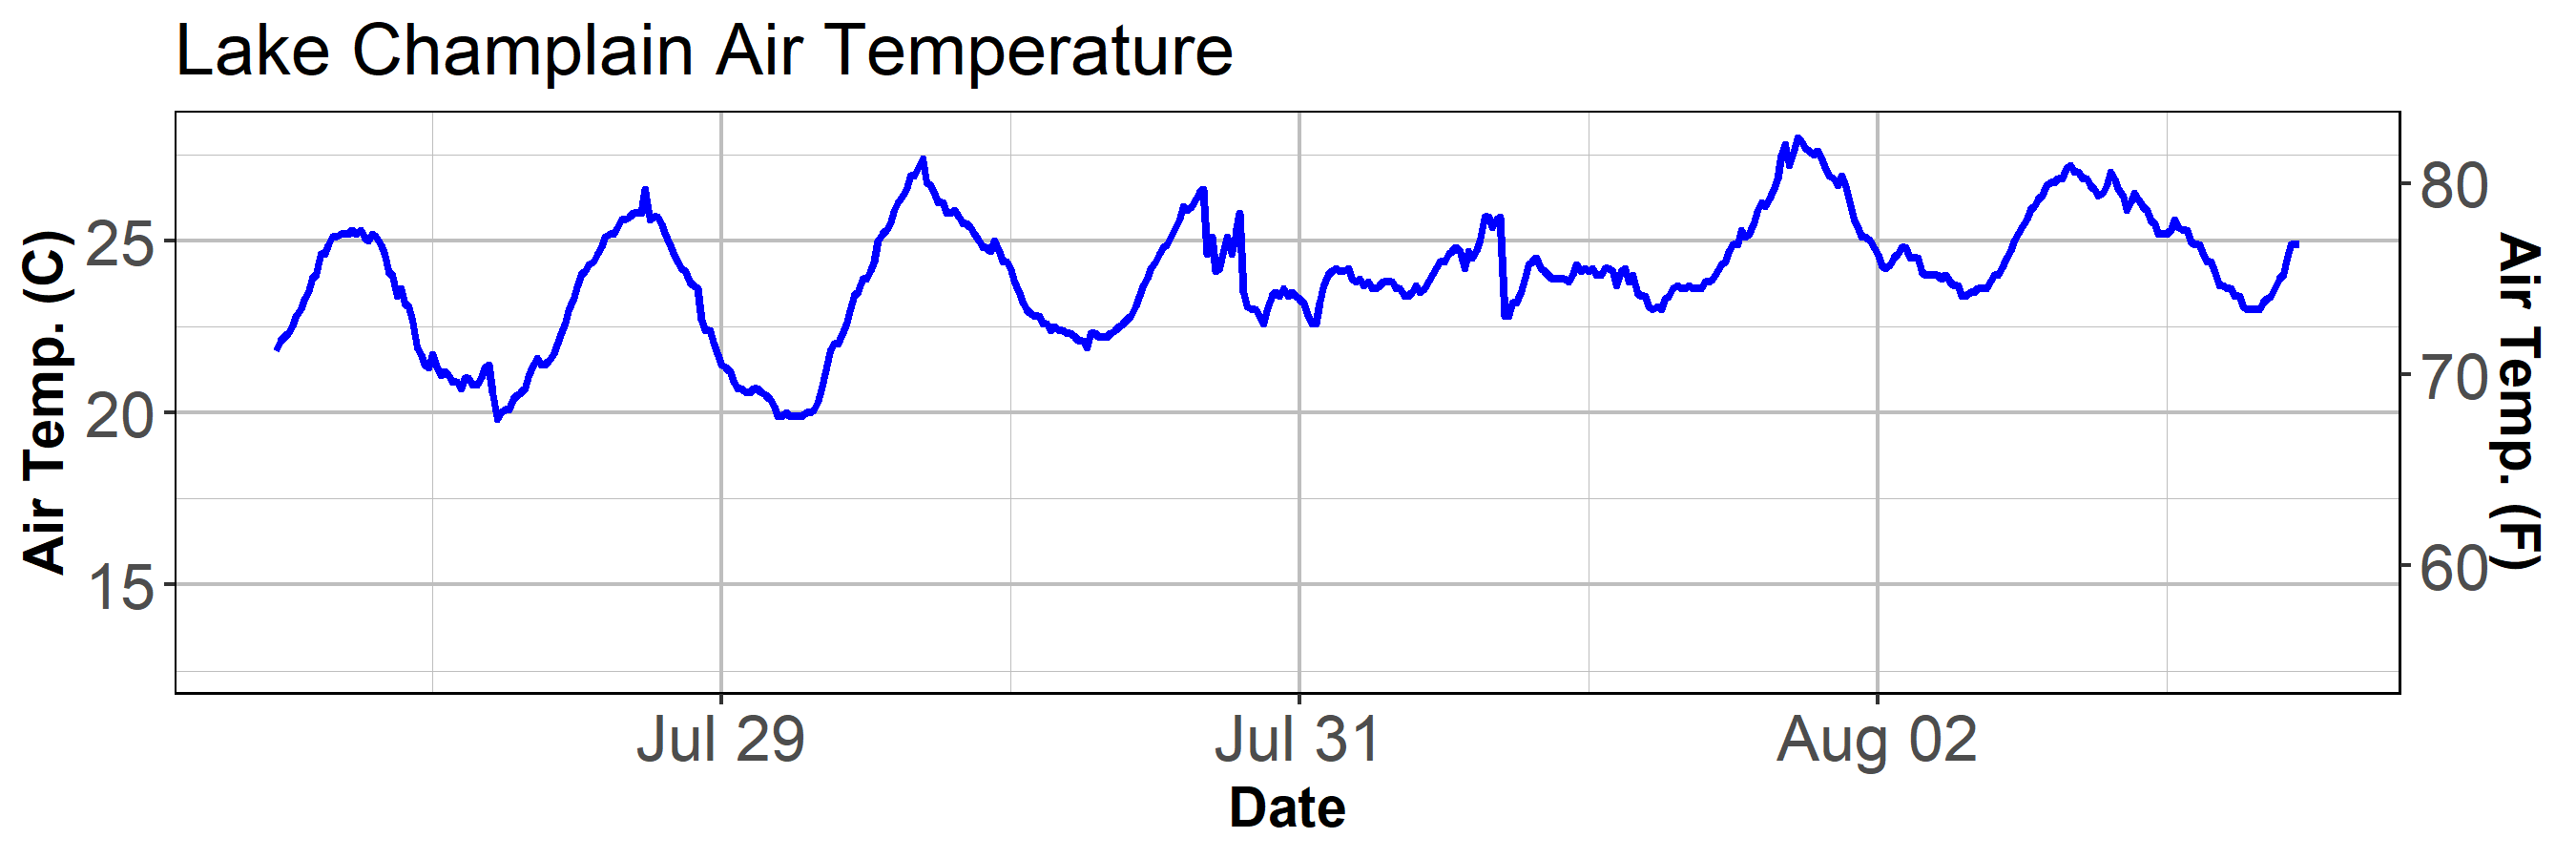 Lake Champlain Air Temperature
Air Temp. (C)
25
20
15
80
70
60
Air Temp. (F)
Jul 29
Jul 31
Aug 02
Date